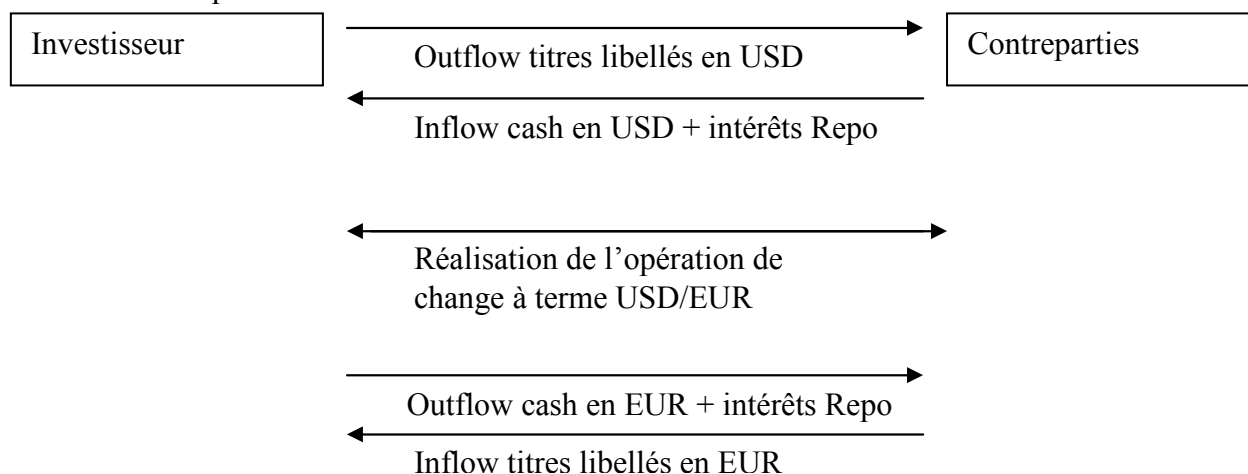 Investisseur
Contreparties
Outflow titres libellés en USD
Inflow cash en USD + intérêts Repo
Réalisation de l’opération de
change à terme USD/EUR
Outflow cash en EUR + intérêts Repo
Inflow titres libellés en EUR